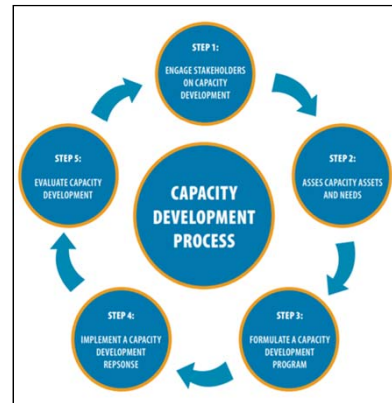 STEP 1:
ENGAGE STAKEHOLDERS
ON CAPACITY
DEVELOPMENT
STEP 2:
ASSES CAPACITY ASSETS
AND NEEDS
STEP 3:
FORMULATE A CAPACITY
DEVELOPMENT
PROGRAM
STEP 4:
IMPLEMENT A CAPACITY
DEVELOPMENT
REPSONSE
STEP 5:
EVALUATE CAPACITY
DEVELOPMENT
CAPACITY
DEVELOPMENT
PROCESS